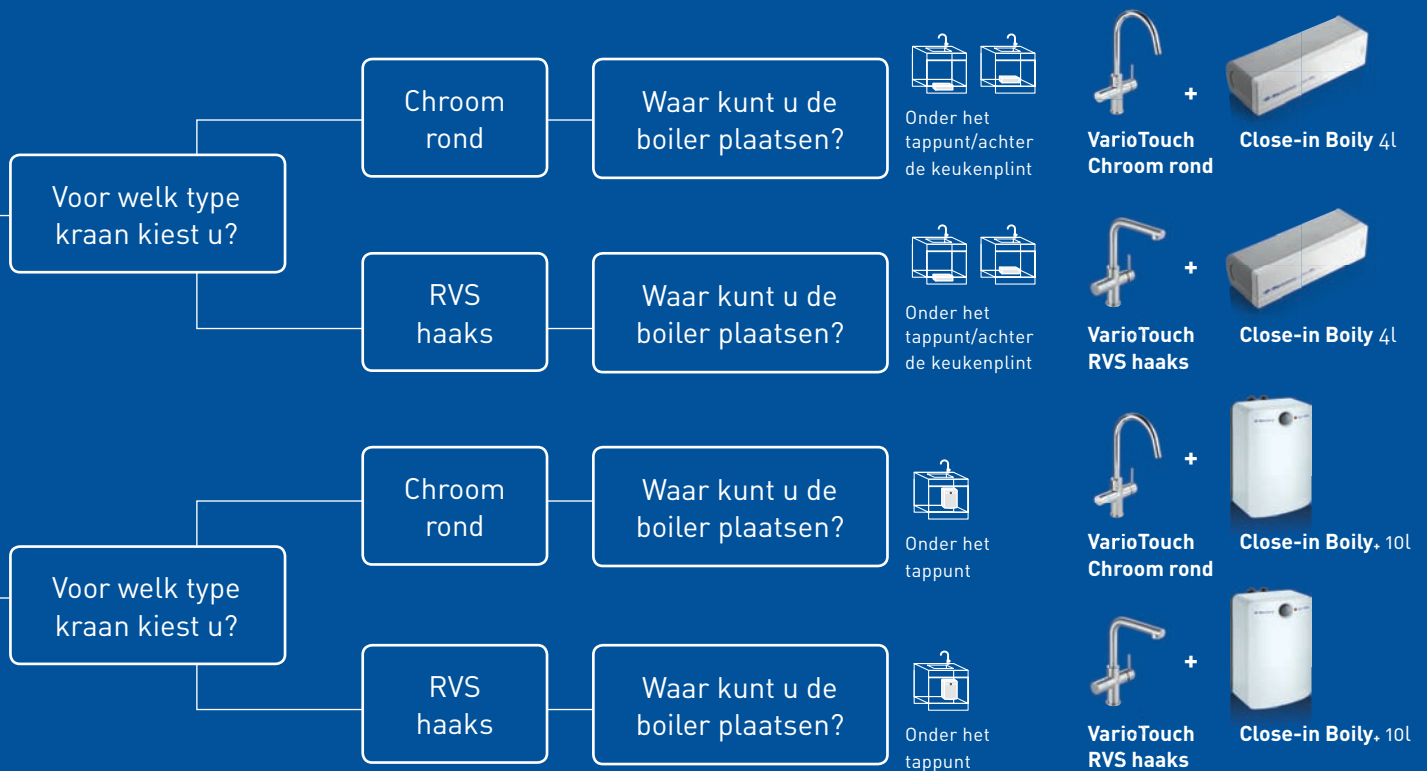 Voor welk type
kraan kiest u?
Chroom
rond
Waar kunt u de
boiler plaatsen?
Onder het
tappunt/achter
de keukenplint
+
VarioTouch
Chroom rond
Close-in Boily 4l
RVS
haaks
Waar kunt u de
boiler plaatsen?
Onder het
tappunt/achter
de keukenplint
+
VarioTouch
RVS haaks
Close-in Boily 4l
Voor welk type
kraan kiest u?
Chroom
rond
Waar kunt u de
boiler plaatsen?
Onder het
tappunt
+
VarioTouch
Chroom rond
Close-in Boily+ 10l
RVS
haaks
Waar kunt u de
boiler plaatsen?
Onder het
tappunt
+
VarioTouch
RVS haaks
Close-in Boily+ 10l